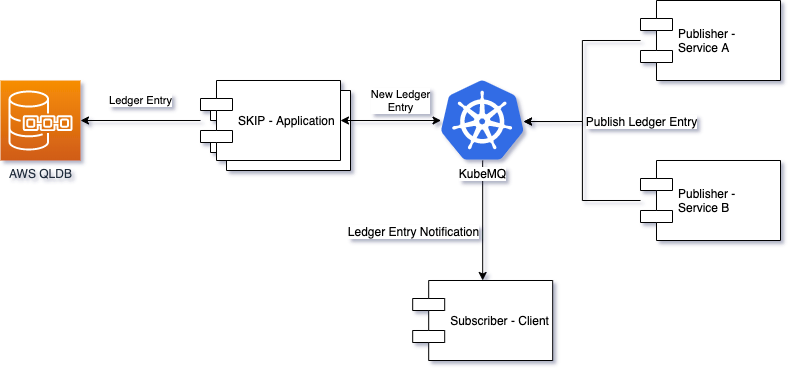 Publisher -
Service A
Ledger Entry
New Ledger
Entry
SKIP - Application
Publish Ledger Entry
AWS QLDB
KubeMQ
Publisher -
Service B
Ledger Entry Notification
Subscriber - Client